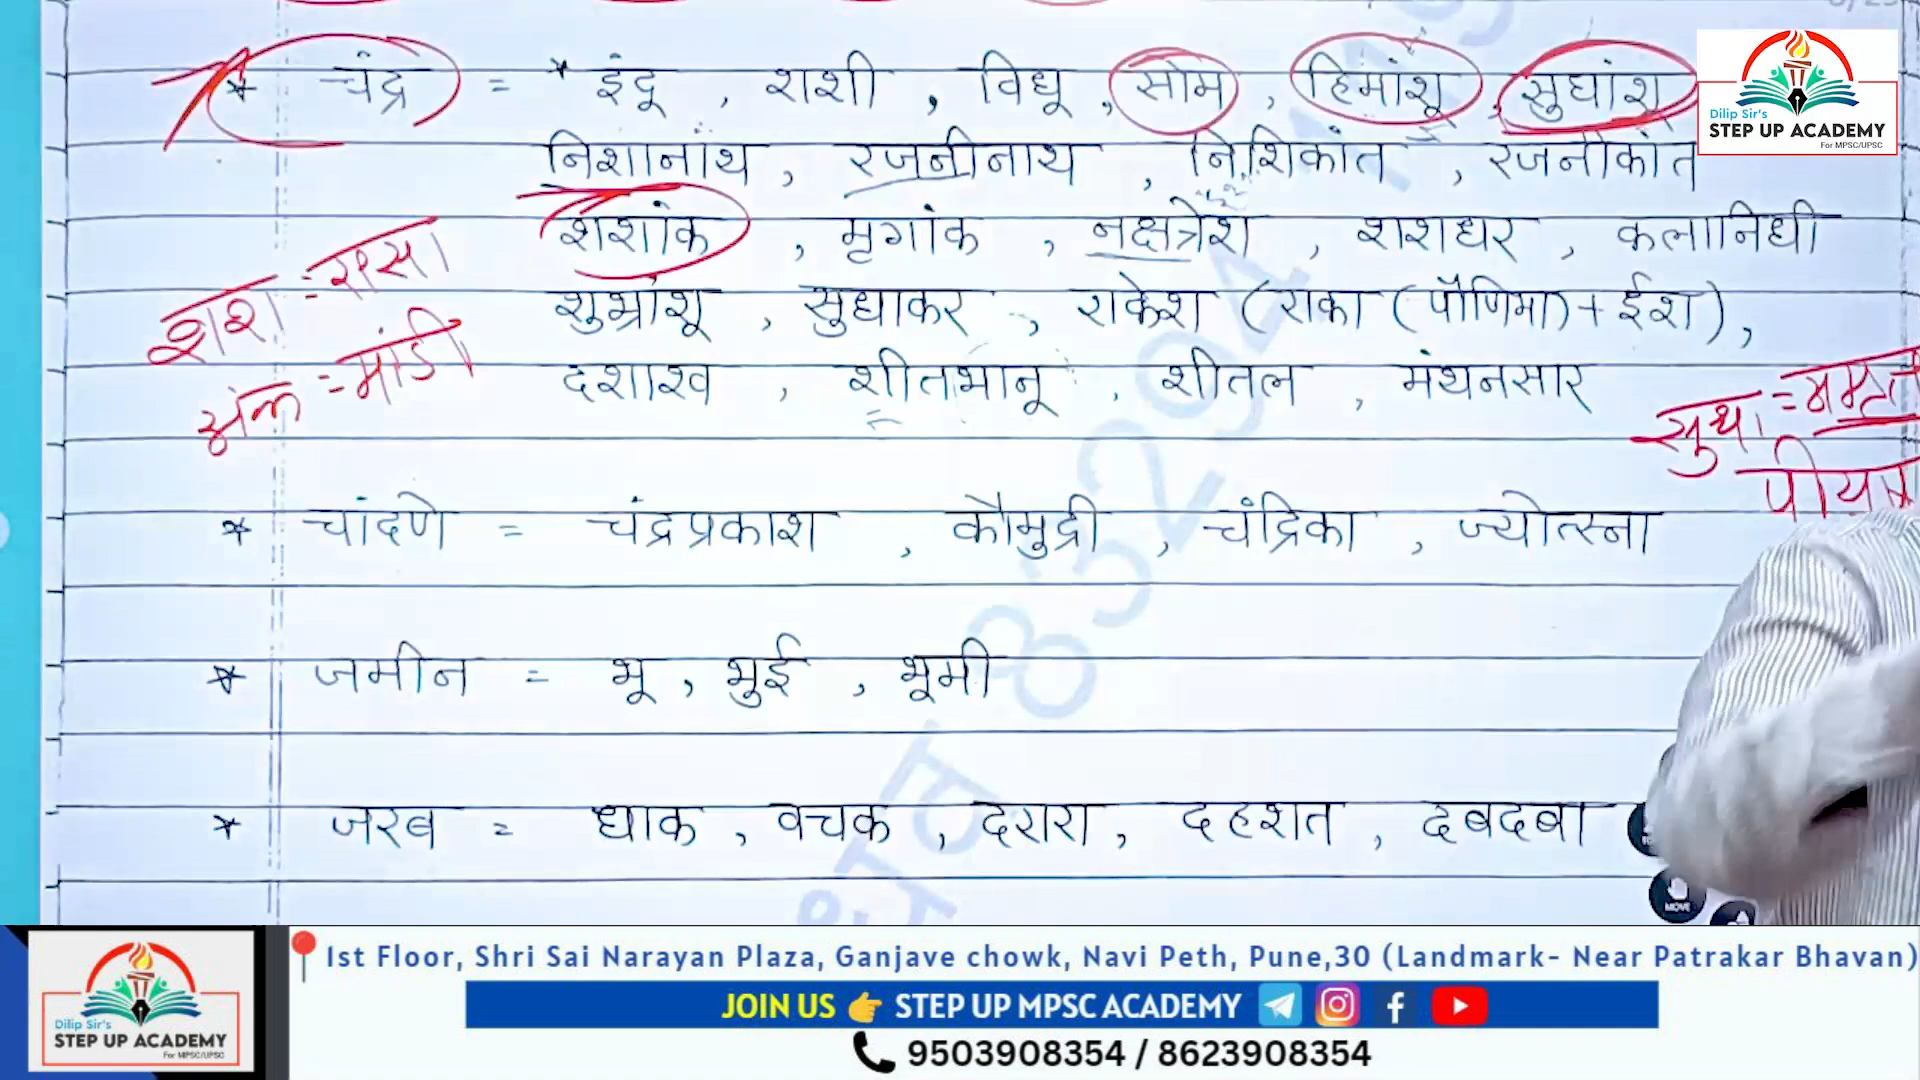 * चंद्र = * इंदू , शशी , विधू , सोम , हिमांशू , सुधांशू
निशानाथ , रजनीनाथ , निशिकांत , रजनीकांत
शशांक , मृगांक , नक्षत्रेश , शशधर , कलानिधी
शश = ससा
शुभ्रांशू , सुधाकर , राकेश (राका (पौर्णिमा) + ईश) ,
अंक = मांडी
दशाश्व , शीतभानू , शीतल , मंथनसार
सुधा =
* चांदणे = चंद्रप्रकाश , कौमुदी , चंद्रिका , ज्योत्स्ना
* जमीन = भू , भुई , भूमी
* जरब = धाक , वचक , दरारा , दहशत , दबदबा
MOVE
Dilip Sir's
STEP UP ACADEMY
For MPSC/UPSC
1st Floor, Shri Sai Narayan Plaza, Ganjave chowk, Navi Peth, Pune,30 (Landmark- Near Patrakar Bhavan)
JOIN US 👉 STEP UP MPSC ACADEMY
9503908354 / 8623908354
Dilip Sir's
STEP UP ACADEMY
For MPSC/UPSC